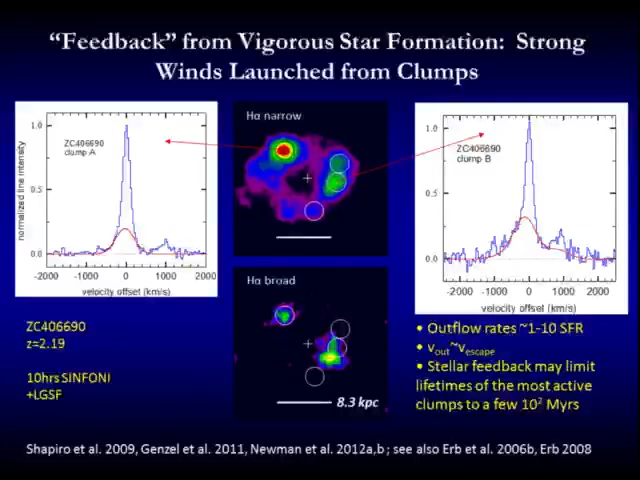 “Feedback” from Vigorous Star Formation: Strong
Winds Launched from Clumps
normalized line intensity
1.0
0.5
0.0
ZC406690
clump A
-2000
-1000
0
1000
2000
velocity offset (km/s)
Hα narrow
Hα broad
8.3 kpc
1.0
0.5
0.0
ZC406690
clump B
-2000
-1000
0
1000
2000
velocity offset (km/s)
ZC406690
z=2.19
10hrs SINFONI
+LGSF
• Outflow rates ~1-10 SFR
• vout~vescape
• Stellar feedback may limit
lifetimes of the most active
clumps to a few 10² Myrs
Shapiro et al. 2009, Genzel et al. 2011, Newman et al. 2012a,b ; see also Erb et al. 2006b, Erb 2008